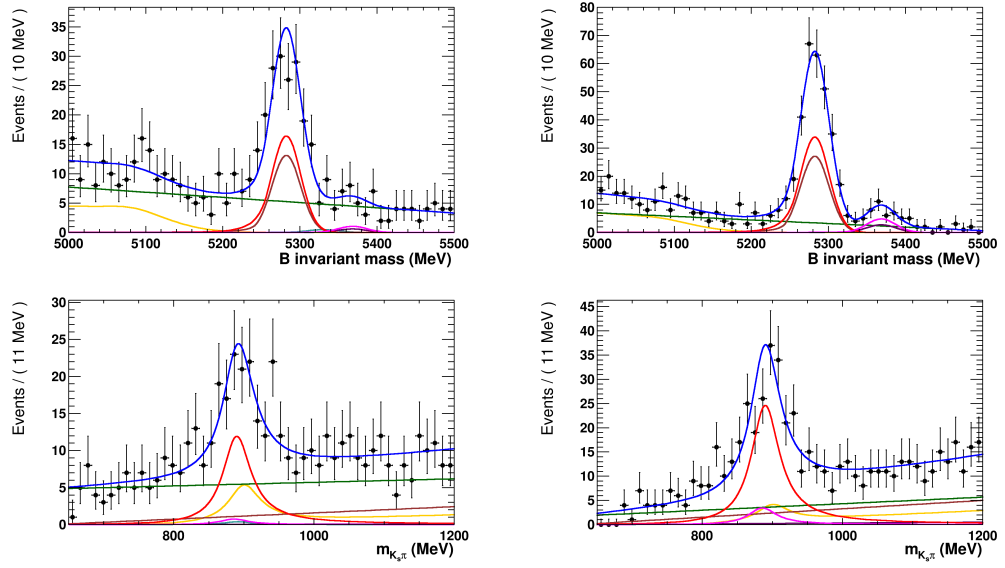 Events / ( 10 MeV)
35
30
25
20
15
10
5
0
5000 5100 5200 5300 5400 5500
B invariant mass (MeV)
Events / ( 10 MeV)
80
70
60
50
40
30
20
10
0
5000 5100 5200 5300 5400 5500
B invariant mass (MeV)
Events / ( 11 MeV)
30
25
20
15
10
5
0
800 1000 1200
m_{K_sπ} (MeV)
Events / ( 11 MeV)
45
40
35
30
25
20
15
10
5
0
800 1000 1200
m_{K_sπ} (MeV)